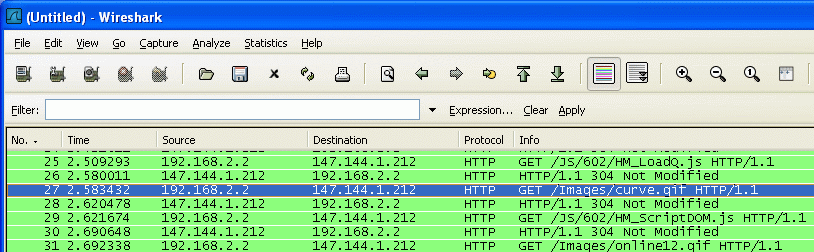 (Untitled) - Wireshark
File Edit View Go Capture Analyze Statistics Help
Filter: Expression... Clear Apply
No. Time Source Destination Protocol Info
25 2.509293 192.168.2.2 147.144.1.212 HTTP GET /JS/602/HM_LoadQ.js HTTP/1.1
26 2.580011 147.144.1.212 192.168.2.2 HTTP HTTP/1.1 304 Not Modified
27 2.583432 192.168.2.2 147.144.1.212 HTTP GET /Images/curve.gif HTTP/1.1
28 2.620478 147.144.1.212 192.168.2.2 HTTP HTTP/1.1 304 Not Modified
29 2.621674 192.168.2.2 147.144.1.212 HTTP GET /JS/602/HM_ScriptDOM.js HTTP/1.1
30 2.690648 147.144.1.212 192.168.2.2 HTTP HTTP/1.1 304 Not Modified
31 2.692338 192.168.2.2 147.144.1.212 HTTP GET /Images/online12.gif HTTP/1.1